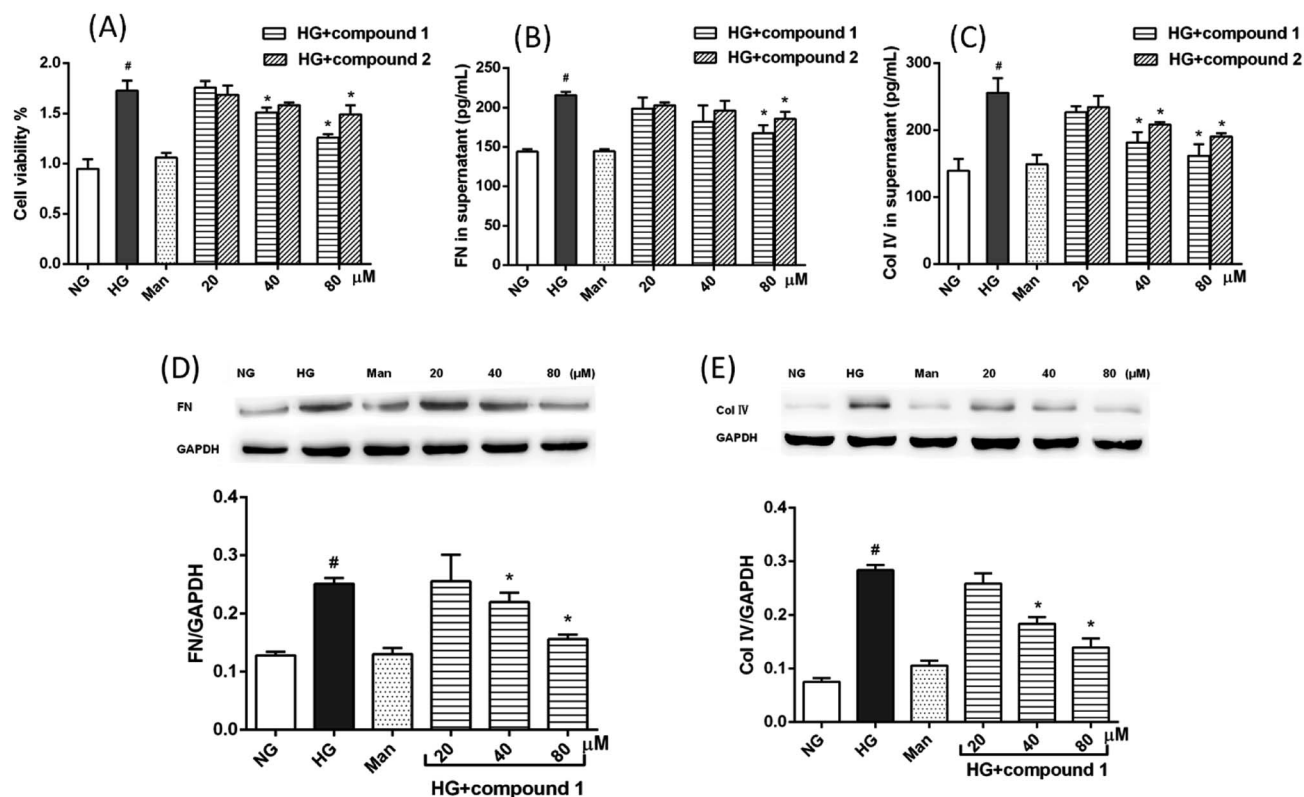 (A)
HG+compound 1
HG+compound 2
Cell viability %
2.0
1.5
1.0
0.5
0.0
#
*
*
*
NG
HG
Man
20
40
80
μM
(B)
HG+compound 1
HG+compound 2
FN in supernatant (pg/mL)
250
200
150
100
50
0
#
*
*
NG
HG
Man
20
40
80
μM
(C)
HG+compound 1
HG+compound 2
Col IV in supernatant (pg/mL)
300
200
100
0
#
*
*
*
*
NG
HG
Man
20
40
80
μM
(D)
NG HG Man 20 40 80 (μM)
FN
GAPDH
FN/GAPDH
0.4
0.3
0.2
0.1
0.0
#
*
*
NG
HG
Man
20
40
80
μM
HG+compound 1
(E)
NG HG Man 20 40 80 (μM)
Col IV
GAPDH
Col IV/GAPDH
0.4
0.3
0.2
0.1
0.0
#
*
*
NG
HG
Man
20
40
80
μM
HG+compound 1